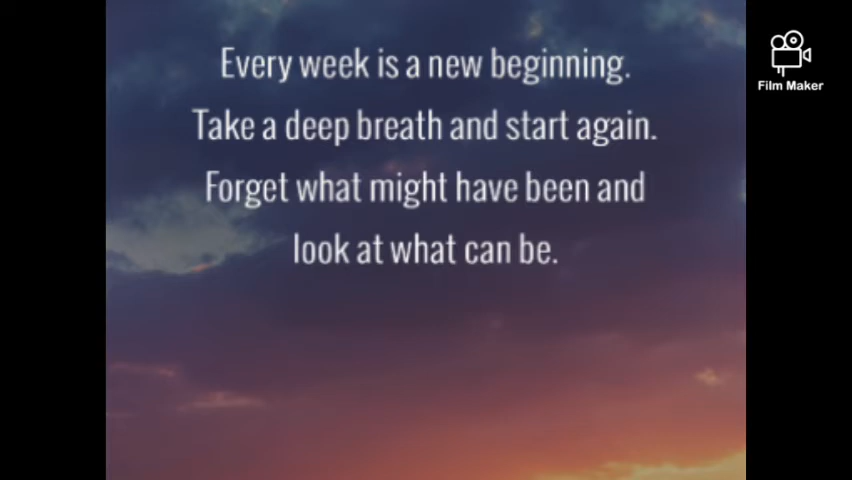 Every week is a new beginning.
Take a deep breath and start again.
Forget what might have been and
look at what can be.
Film Maker